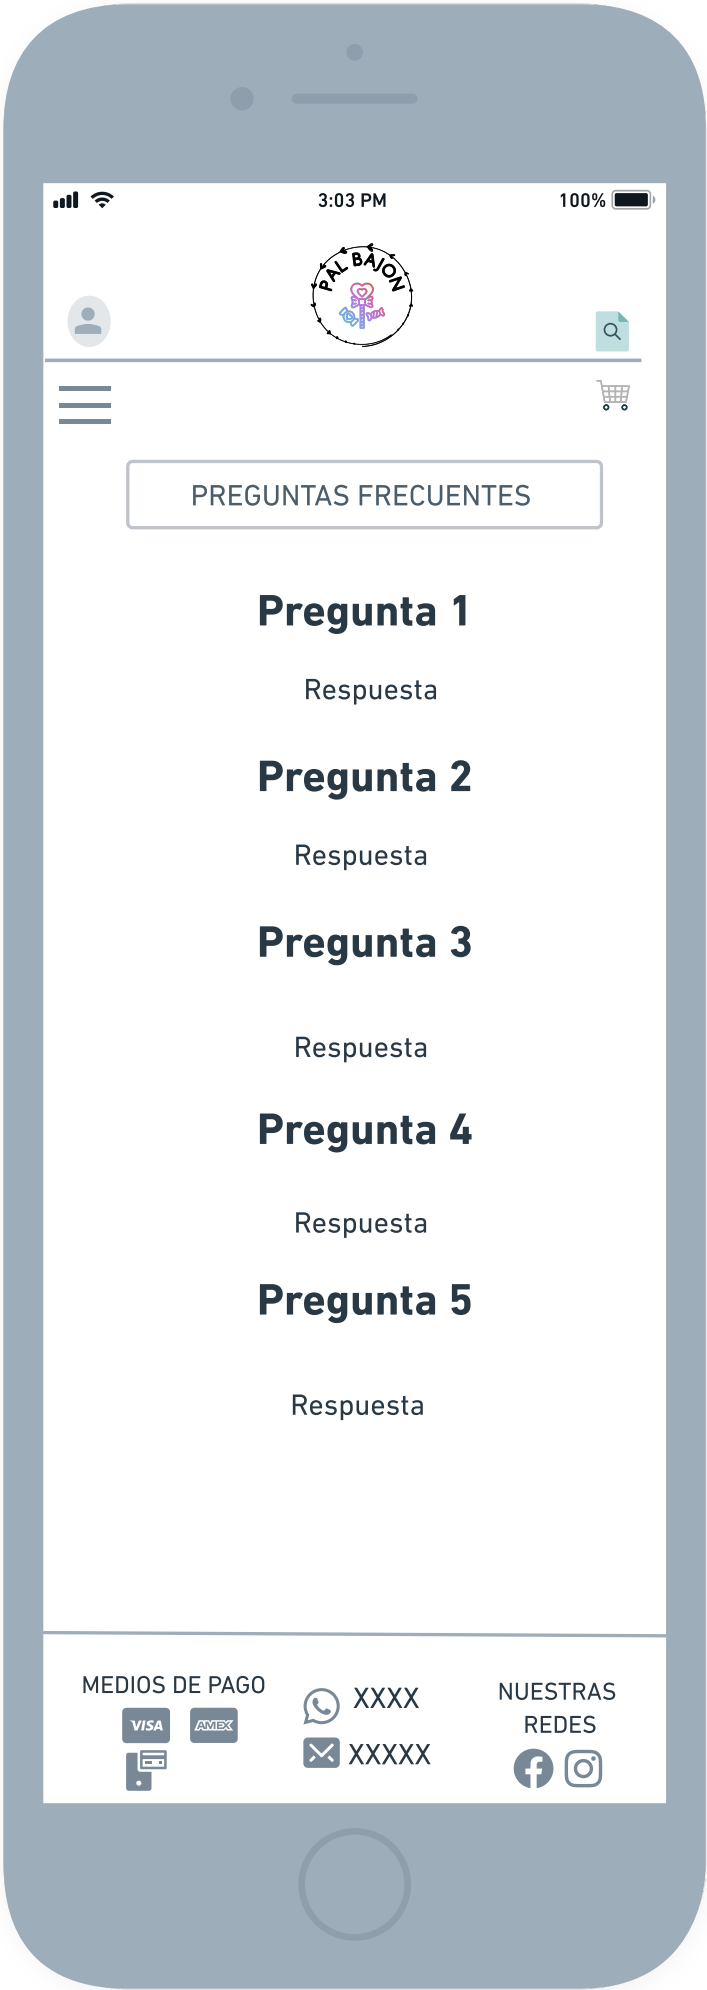 3:03 PM
100%
PAL BAJON
PREGUNTAS FRECUENTES
Pregunta 1
Respuesta
Pregunta 2
Respuesta
Pregunta 3
Respuesta
Pregunta 4
Respuesta
Pregunta 5
Respuesta
MEDIOS DE PAGO
VISA
AMEX
XXXX
XXXXX
NUESTRAS
REDES